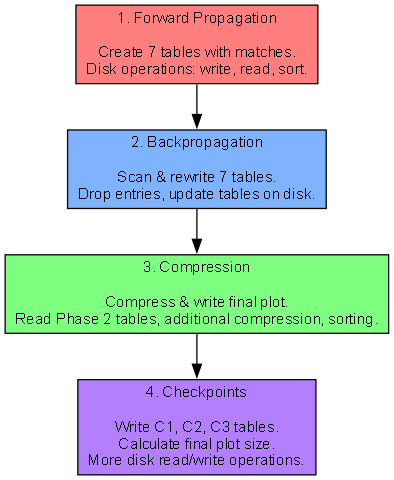 1. Forward Propagation
Create 7 tables with matches.
Disk operations: write, read, sort.
2. Backpropagation
Scan & rewrite 7 tables.
Drop entries, update tables on disk.
3. Compression
Compress & write final plot.
Read Phase 2 tables, additional compression, sorting.
4. Checkpoints
Write C1, C2, C3 tables.
Calculate final plot size.
More disk read/write operations.